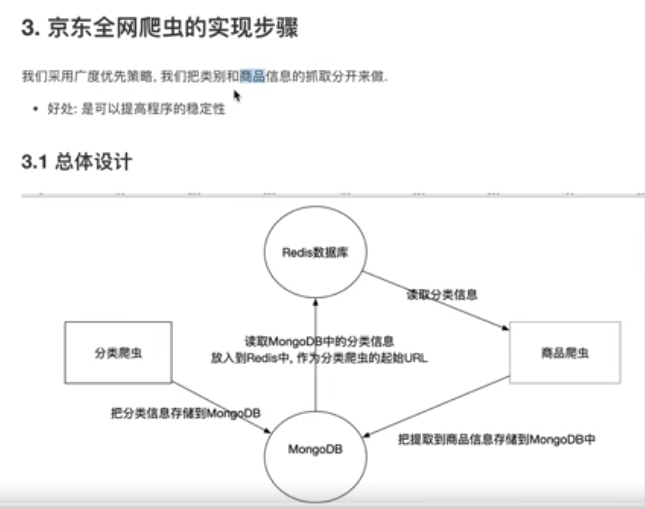 3. 京东全网爬虫的实现步骤
我们采用广度优先策略, 我们把类别和商品信息的抓取分开来做.
• 好处: 是可以提高程序的稳定性
3.1 总体设计
Redis数据库
读取分类信息
分类爬虫
读取MongoDB中的分类信息
放入到Redis中, 作为分类爬虫的起始URL
商品爬虫
把分类信息存储到MongoDB
把提取到商品信息存储到MongoDB中
MongoDB